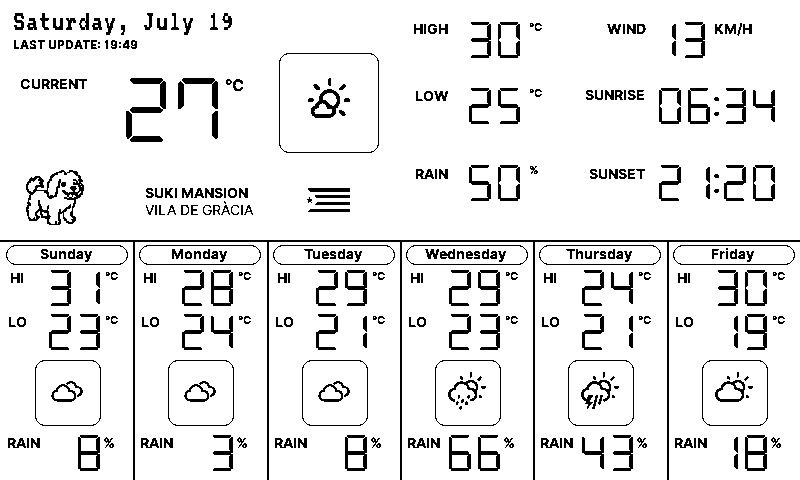 Saturday, July 19
LAST UPDATE: 19:49
CURRENT 27 °C
HIGH 30 °C
LOW 25 °C
RAIN 50 %
WIND 13 KM/H
SUNRISE 06:34
SUNSET 21:20
SUKI MANSION
VILA DE GRÀCIA
Sunday
HI 31 °C
LO 23 °C
RAIN 8 %
Monday
HI 28 °C
LO 24 °C
RAIN 3 %
Tuesday
HI 29 °C
LO 21 °C
RAIN 8 %
Wednesday
HI 29 °C
LO 23 °C
RAIN 66 %
Thursday
HI 24 °C
LO 21 °C
RAIN 43 %
Friday
HI 30 °C
LO 19 °C
RAIN 18 %